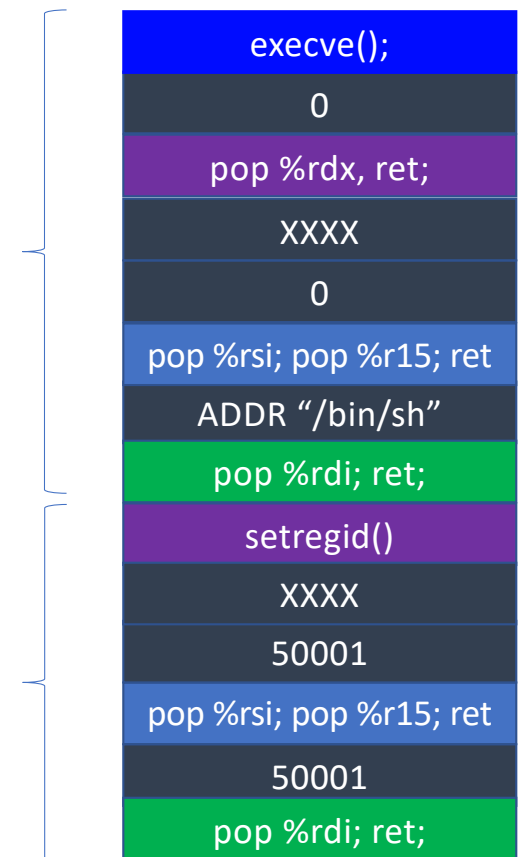 execve();
0
pop %rdx, ret;
XXXX
0
pop %rsi; pop %r15; ret
ADDR “/bin/sh”
pop %rdi; ret;
setregid()
XXXX
50001
pop %rsi; pop %r15; ret
50001
pop %rdi; ret;